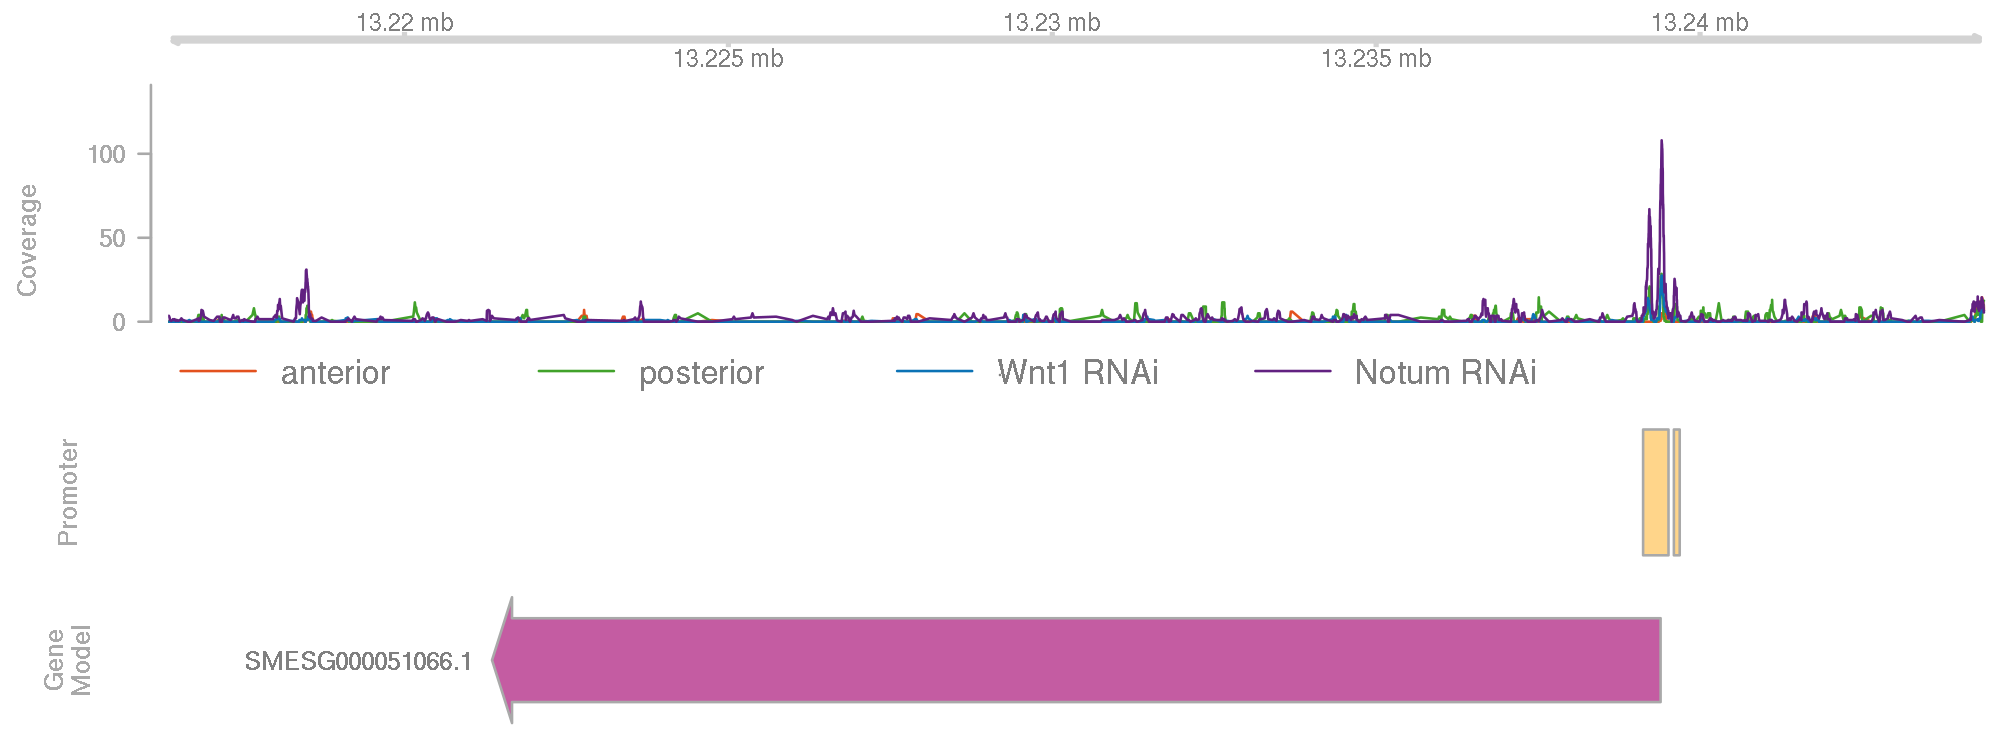 13.22 mb 13.23 mb 13.24 mb
13.225 mb 13.235 mb
Coverage
100
50
0
anterior posterior Wnt1 RNAi Notum RNAi
Promoter
Gene
Model
SMESG000051066.1